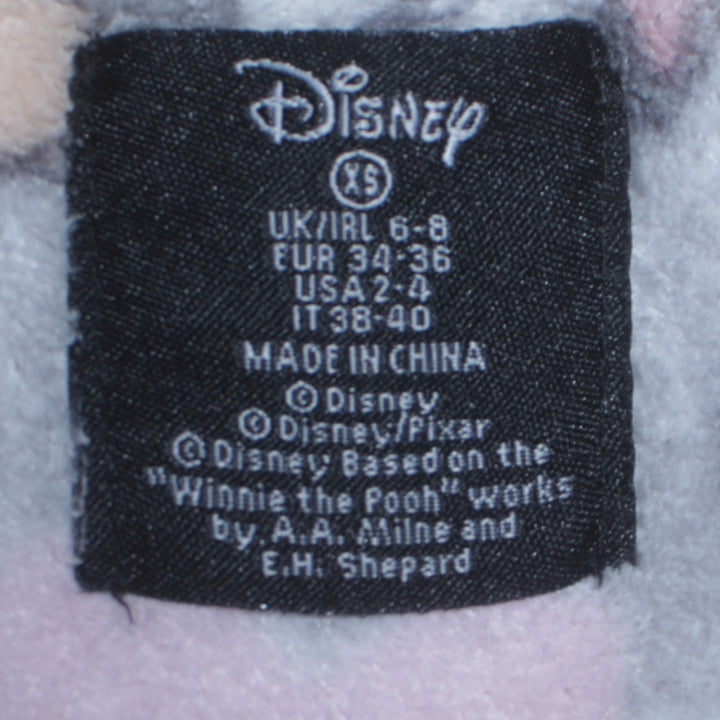 Disney
XS
UK/IRL 6-8
EUR 34-36
USA 2-4
IT 38-40
MADE IN CHINA
© Disney
© Disney/Pixar
© Disney Based on the
"Winnie the Pooh" works
by A.A. Milne and
E.H. Shepard